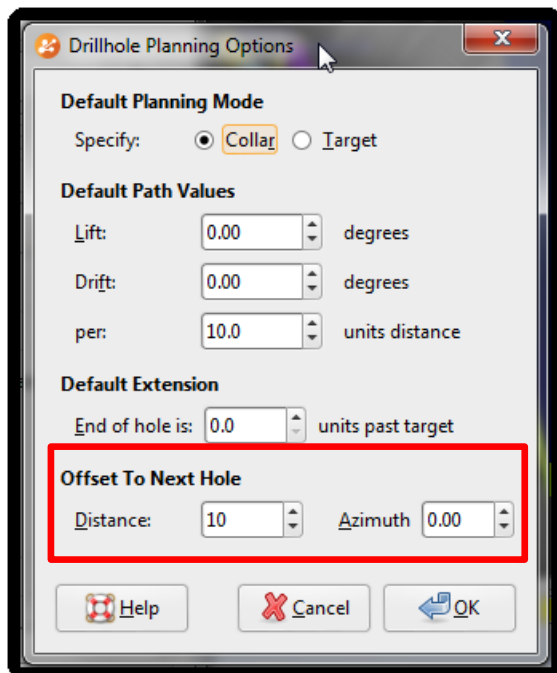 Drillhole Planning Options
Default Planning Mode
Specify: Collar Target
Default Path Values
Lift: 0.00 degrees
Drift: 0.00 degrees
per: 10.0 units distance
Default Extension
End of hole is: 0.0 units past target
Offset To Next Hole
Distance: 10 Azimuth 0.00
Help Cancel OK